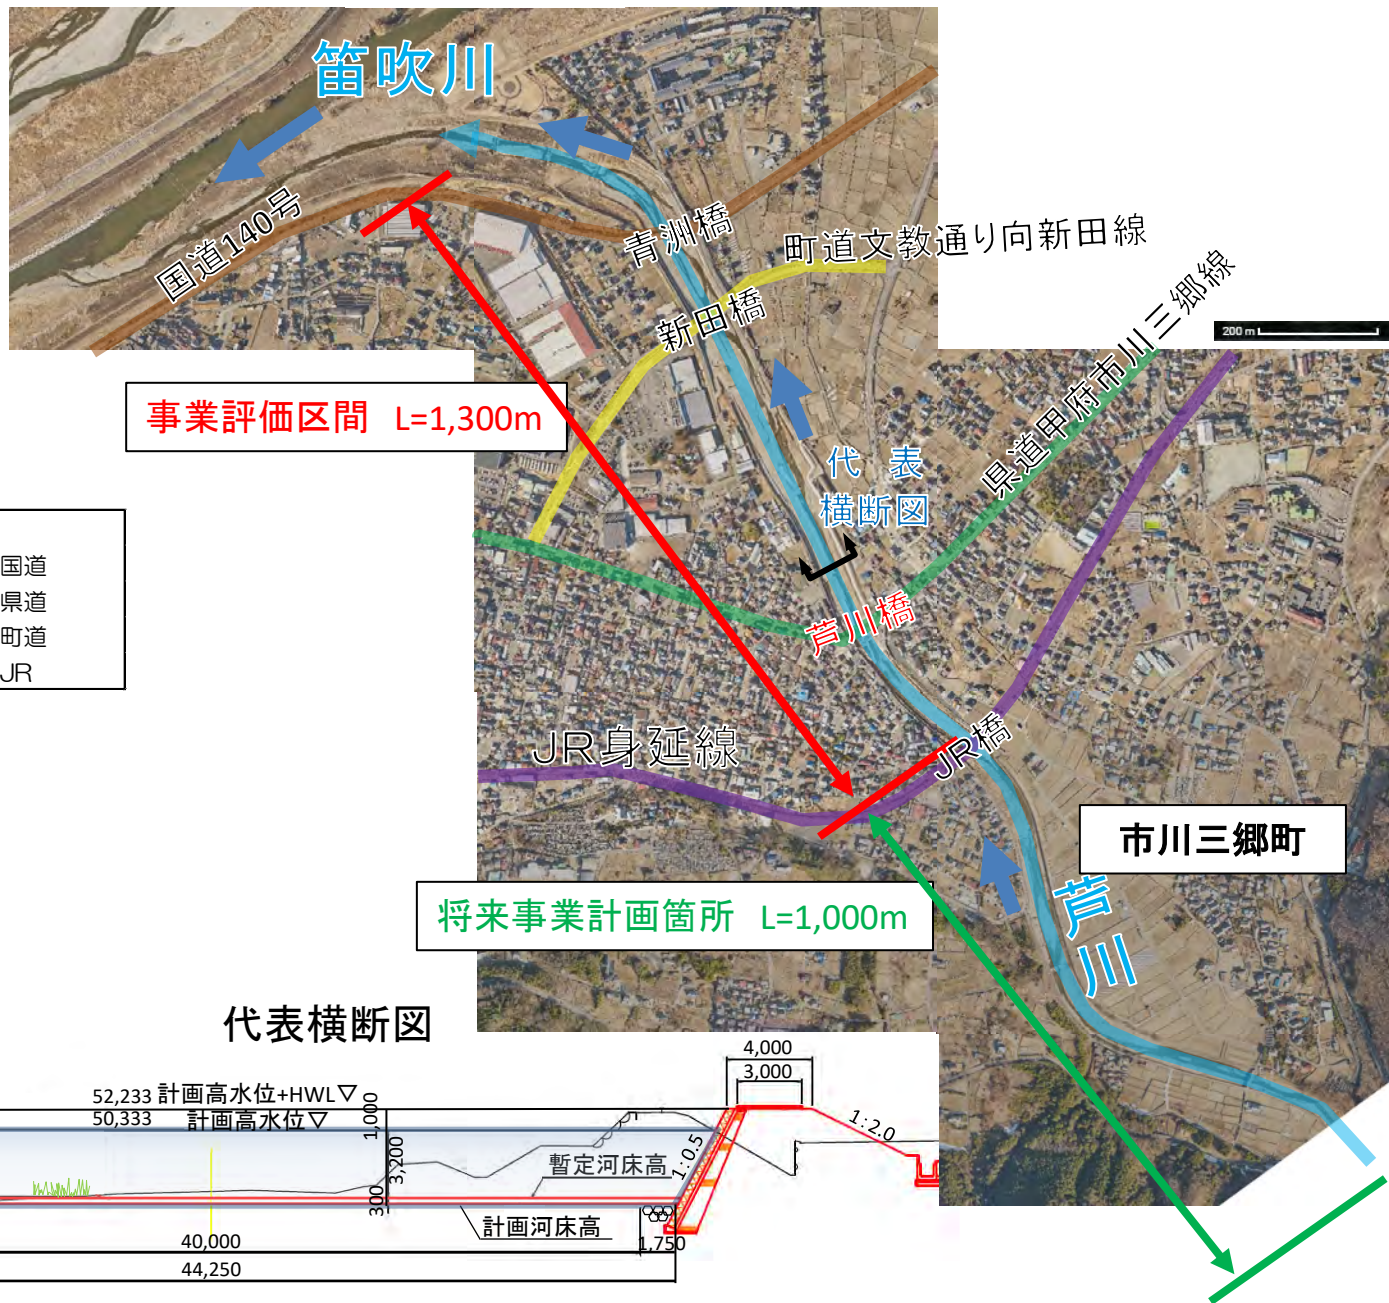 笛吹川
国道140号
青洲橋
町道文教通り向新田線
新田橋
県道甲府市川三郷線
200 m
事業評価区間 L=1,300m
代 表
横断図
国道
県道
町道
JR
芦川橋
JR身延線
JR橋
市川三郷町
将来事業計画箇所 L=1,000m
芦川
代表横断図
4,000
3,000
52,233 計画高水位+HWL▽
50,333 計画高水位▽
1,000
3,200
300
1:0.5
1:2.0
暫定河床高
計画河床高
1,750
40,000
44,250